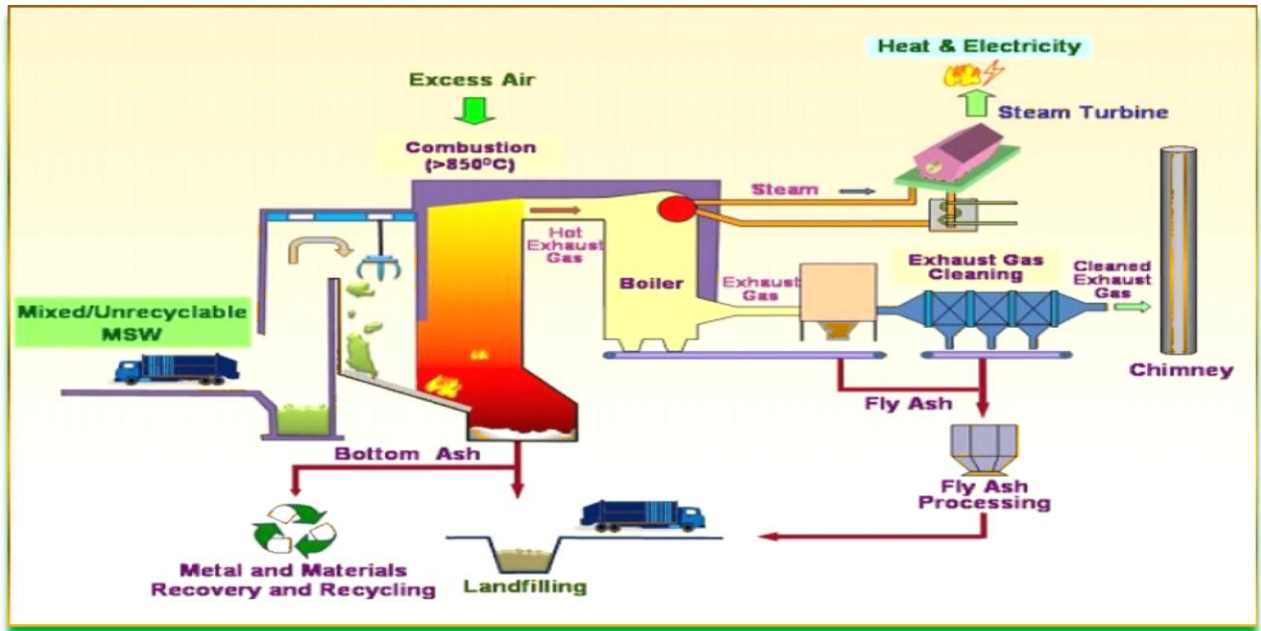 Heat & Electricity
Excess Air
Steam Turbine
Combustion
(>850°C)
Steam
Hot
Exhaust
Gas
Exhaust Gas
Cleaning
Cleaned
Exhaust
Gas
Boiler
Exhaust
Gas
Mixed/Unrecyclable
MSW
Chimney
Fly Ash
Bottom Ash
Fly Ash
Processing
Metal and Materials
Recovery and Recycling
Landfilling